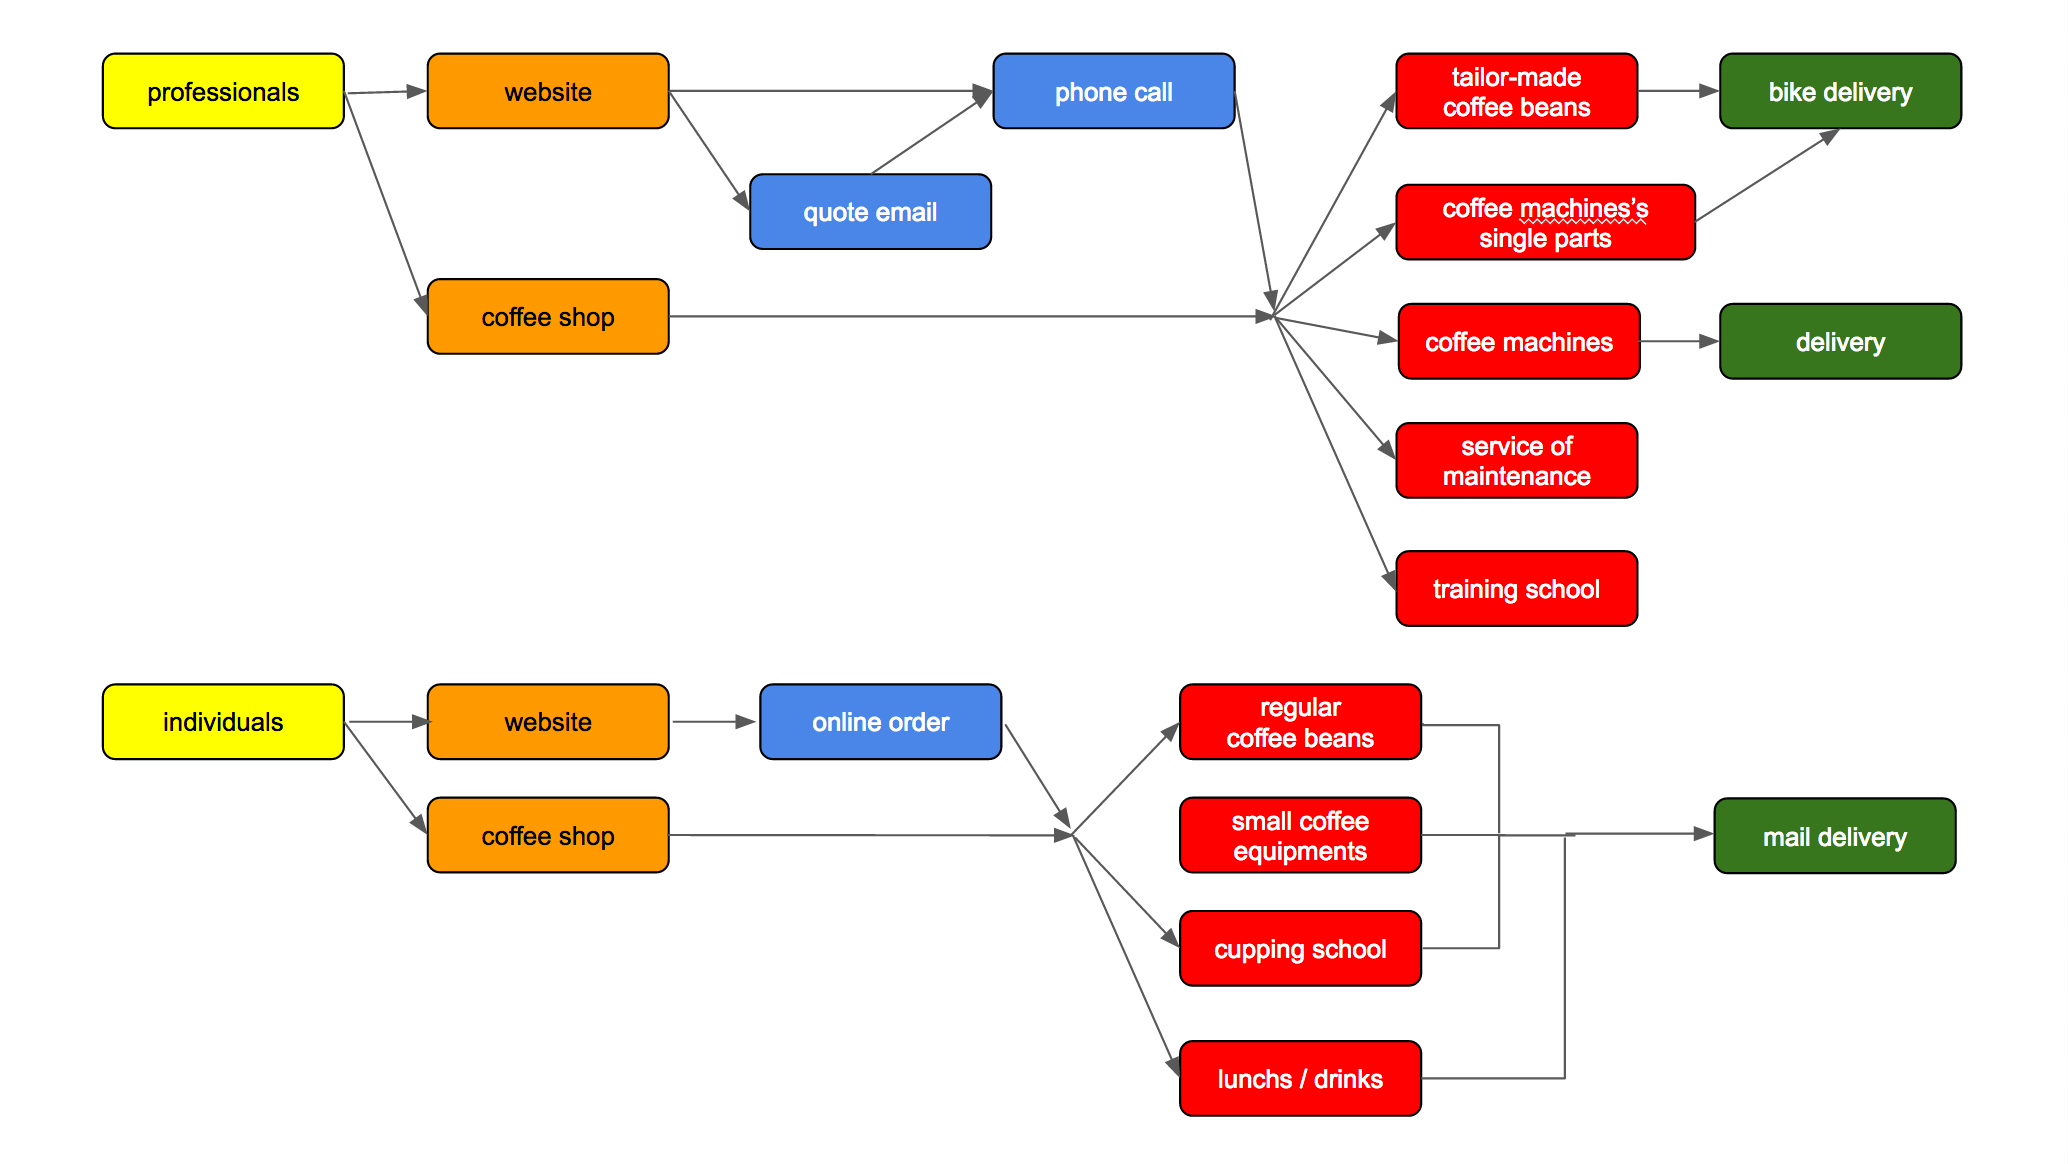 professionals
website
phone call
tailor-made
coffee beans
bike delivery
quote email
coffee machines’s
single parts
coffee shop
coffee machines
delivery
service of
maintenance
training school
individuals
website
online order
regular
coffee beans
coffee shop
small coffee
equipments
mail delivery
cupping school
lunchs / drinks